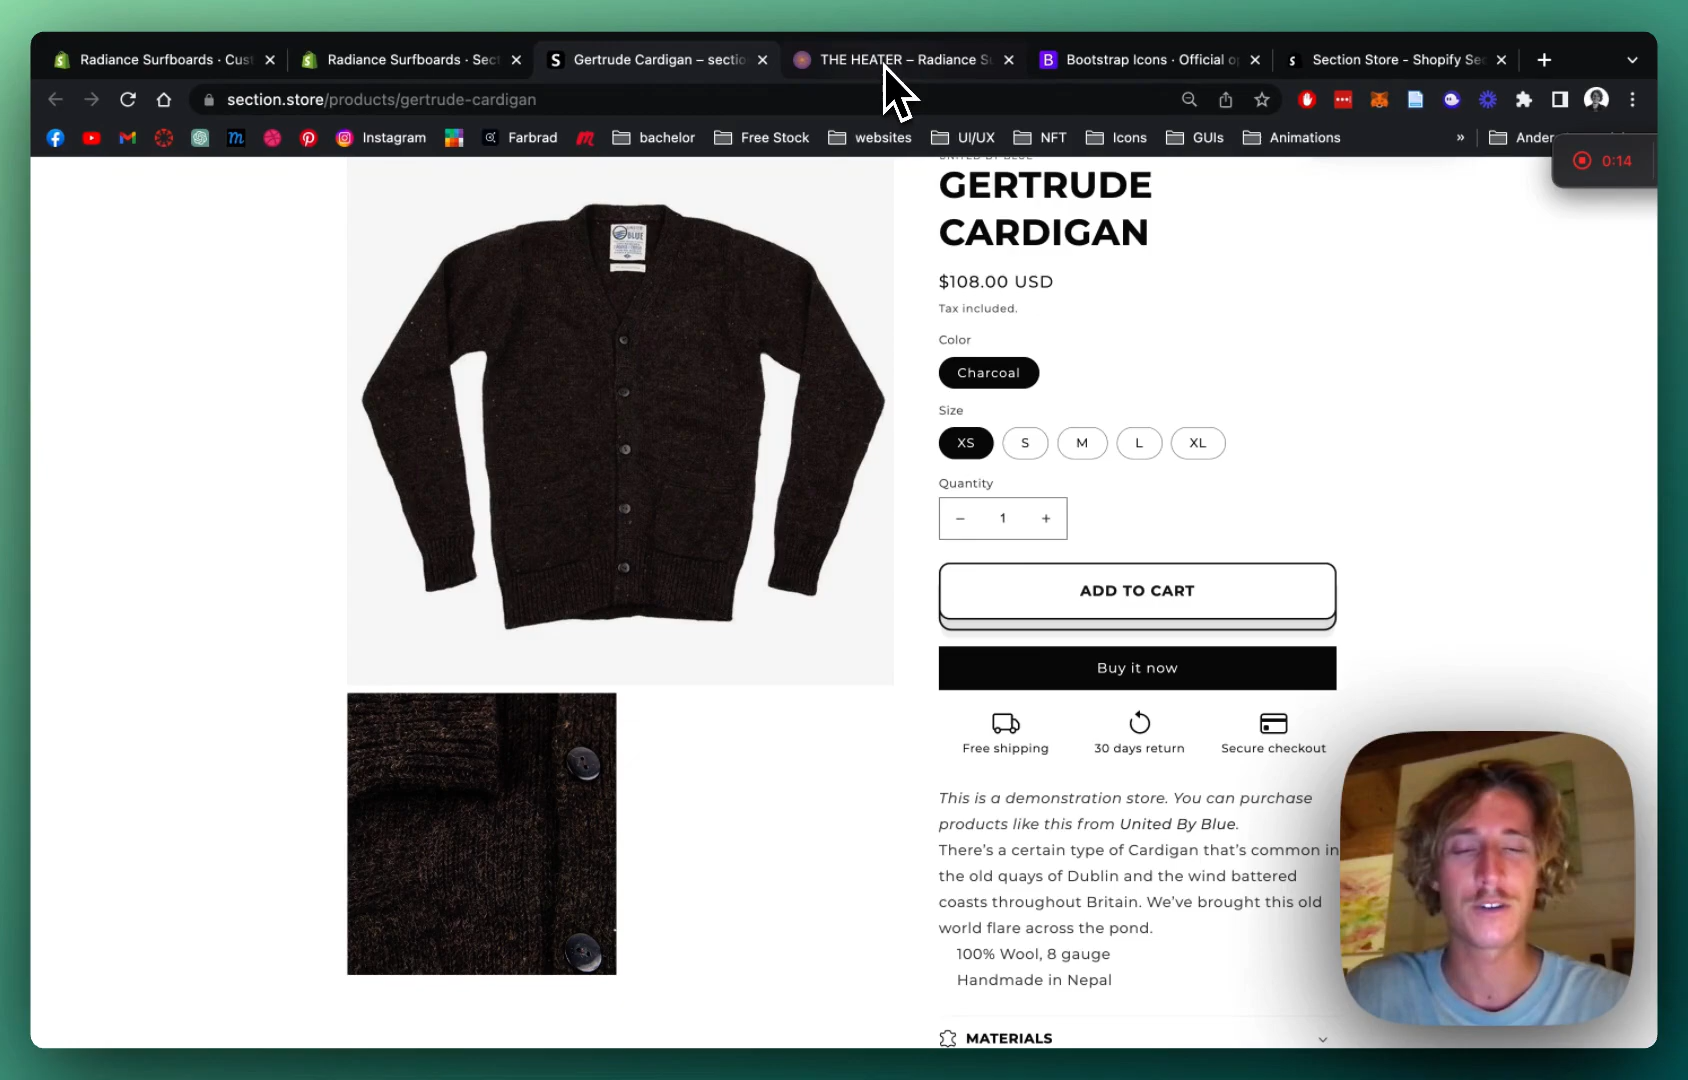 Radiance Surfboards · Cust
Radiance Surfboards · Sect
Gertrude Cardigan – sectio
THE HEATER – Radiance Su
Bootstrap Icons · Official op
Section Store - Shopify Sec
section.store/products/gertrude-cardigan
Instagram
Farbrad
bachelor
Free Stock
websites
UI/UX
NFT
Icons
GUIs
Animations
»
0:14
UNITED BY BLUE
GERTRUDE
CARDIGAN
$108.00 USD
Tax included.
Color
Charcoal
Size
XS S M L XL
Quantity
− 1 +
ADD TO CART
Buy it now
Free shipping
30 days return
Secure checkout
This is a demonstration store. You can purchase
products like this from United By Blue.
There's a certain type of Cardigan that's common in
the old quays of Dublin and the wind battered
coasts throughout Britain. We've brought this old
world flare across the pond.
100% Wool, 8 gauge
Handmade in Nepal
MATERIALS
BLUE